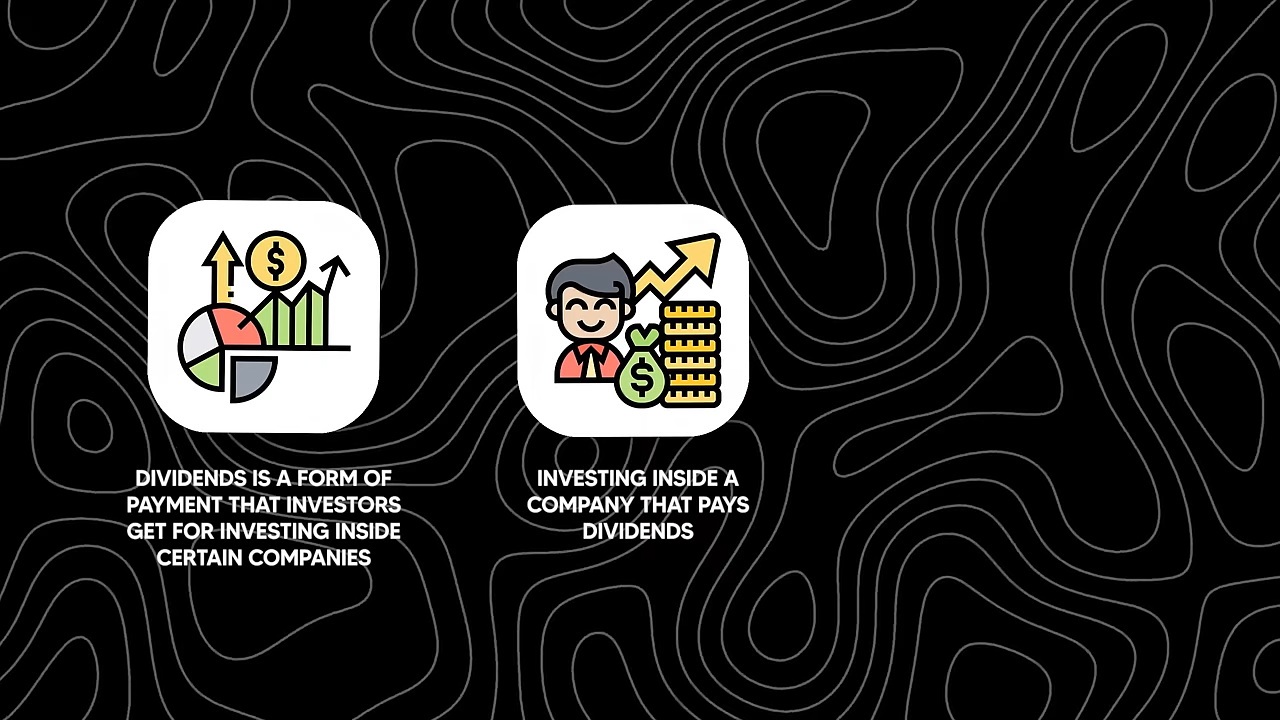 DIVIDENDS IS A FORM OF
PAYMENT THAT INVESTORS
GET FOR INVESTING INSIDE
CERTAIN COMPANIES
INVESTING INSIDE A
COMPANY THAT PAYS
DIVIDENDS